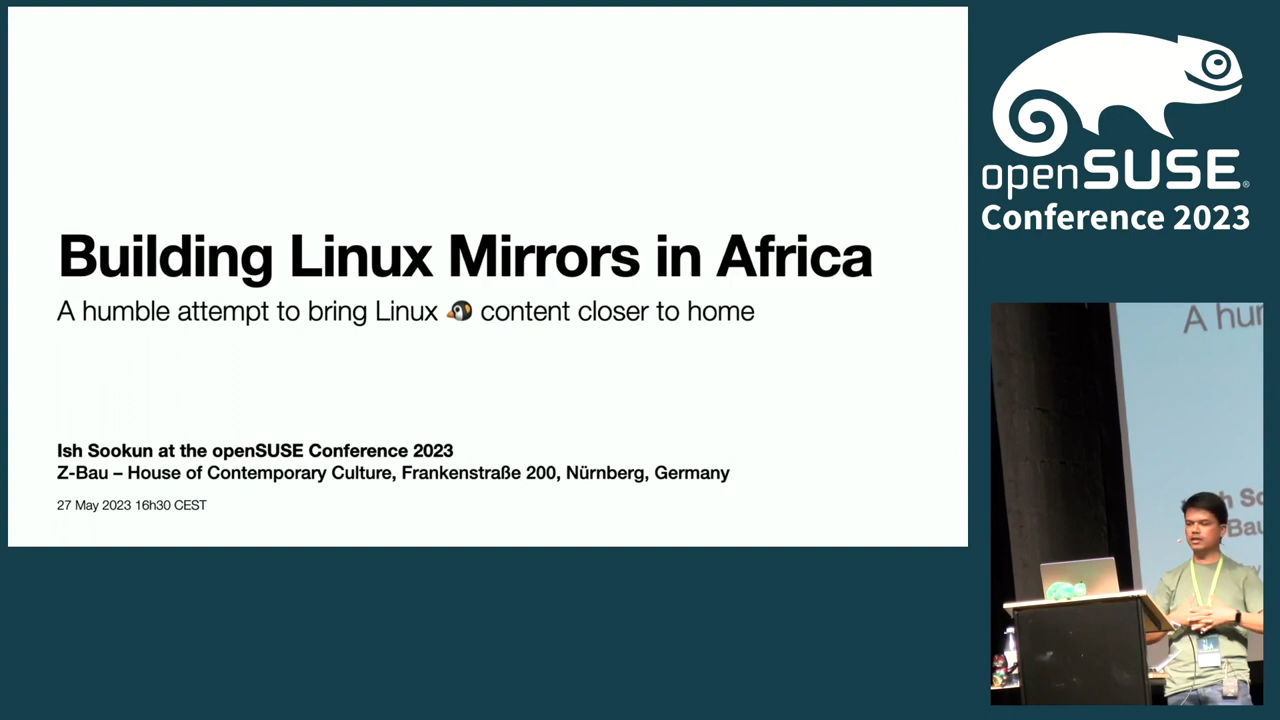 Building Linux Mirrors in Africa
A humble attempt to bring Linux 🐧 content closer to home
Ish Sookun at the openSUSE Conference 2023
Z-Bau – House of Contemporary Culture, Frankenstraße 200, Nürnberg, Germany
27 May 2023 16h30 CEST
openSUSE®
Conference 2023
A hu